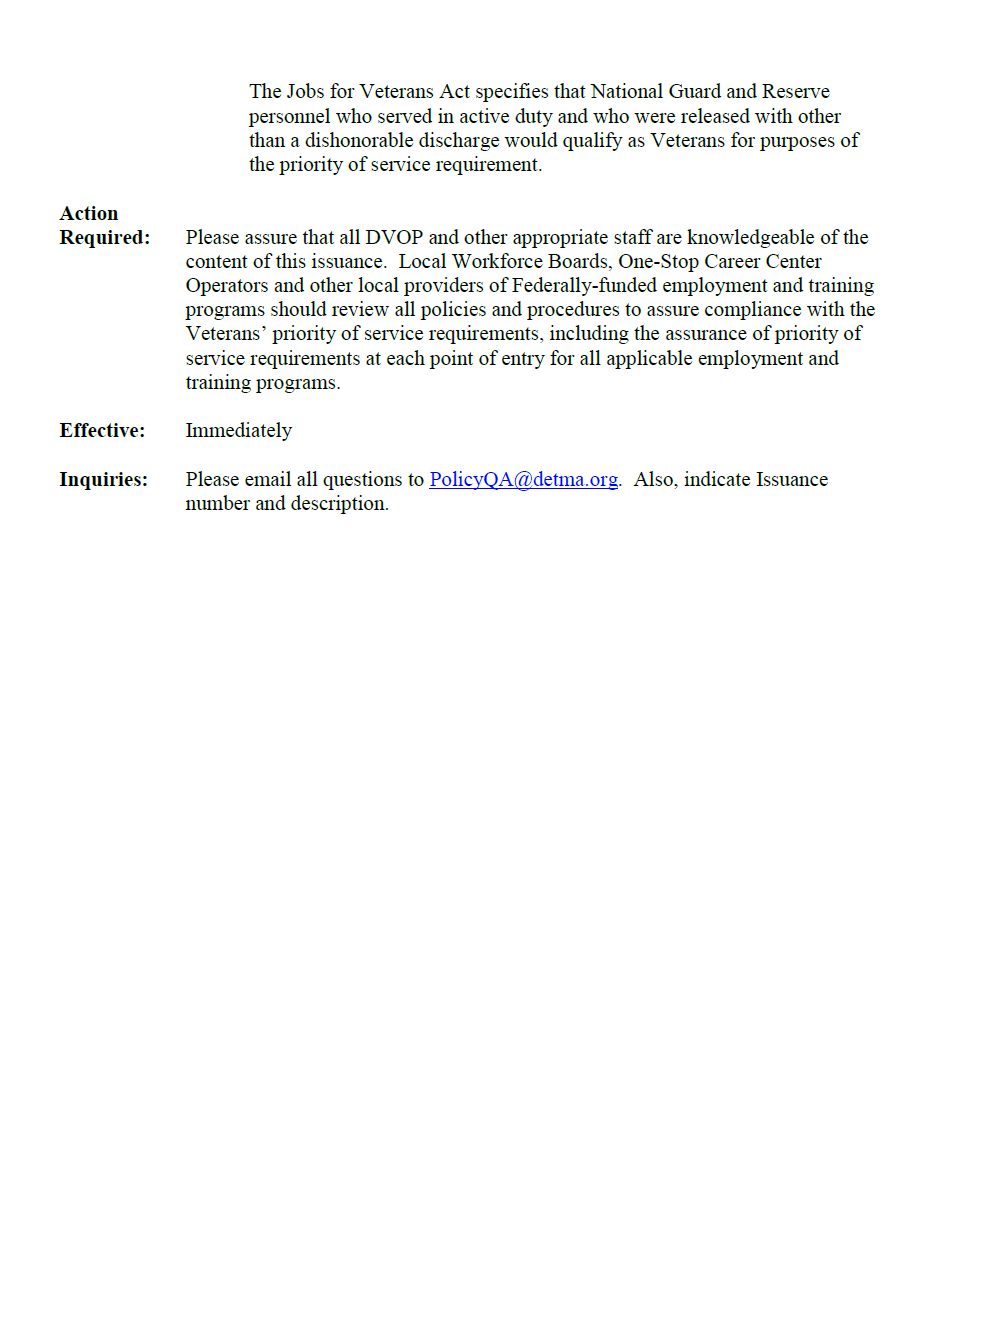 The Jobs for Veterans Act specifies that National Guard and Reserve
personnel who served in active duty and who were released with other
than a dishonorable discharge would qualify as Veterans for purposes of
the priority of service requirement.
Action
Required: Please assure that all DVOP and other appropriate staff are knowledgeable of the
content of this issuance.  Local Workforce Boards, One-Stop Career Center
Operators and other local providers of Federally-funded employment and training
programs should review all policies and procedures to assure compliance with the
Veterans’ priority of service requirements, including the assurance of priority of
service requirements at each point of entry for all applicable employment and
training programs.
Effective: Immediately
Inquiries: Please email all questions to PolicyQA@detma.org.  Also, indicate Issuance
number and description.